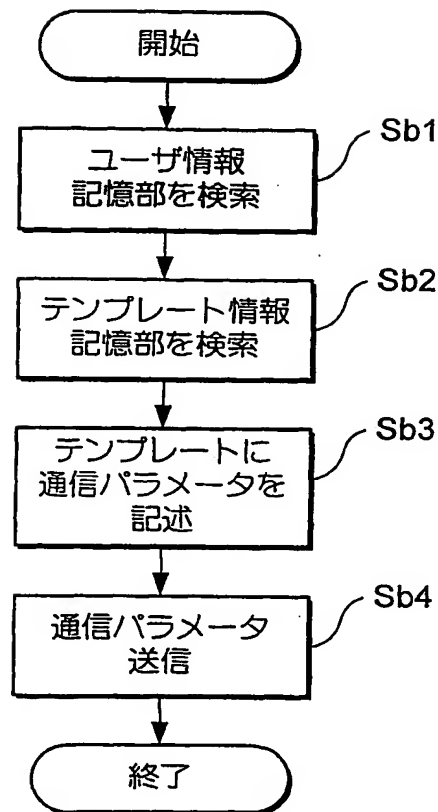 開始
Sb1
ユーザ情報
記憶部を検索
Sb2
テンプレート情報
記憶部を検索
Sb3
テンプレートに
通信パラメータを
記述
Sb4
通信パラメータ
送信
終了